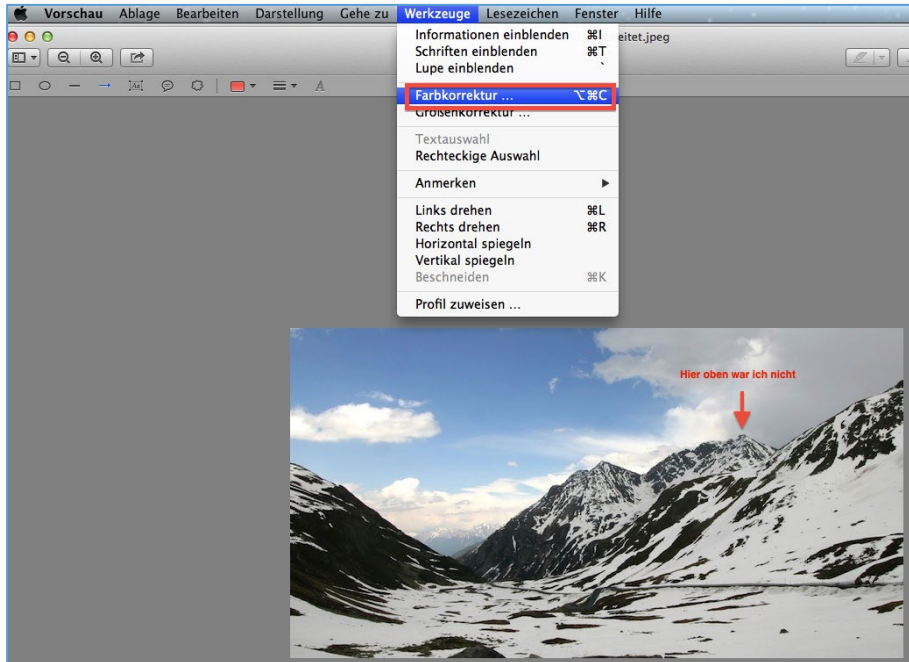 Vorschau Ablage Bearbeiten Darstellung Gehe zu Werkzeuge Lesezeichen Fenster Hilfe
eitet.jpeg
Informationen einblenden ⌘I
Schriften einblenden ⌘T
Lupe einblenden `
Farbkorrektur ... ⌥⌘C
Größenkorrektur ...
Textauswahl
Rechteckige Auswahl
Anmerken ▶
Links drehen ⌘L
Rechts drehen ⌘R
Horizontal spiegeln
Vertikal spiegeln
Beschneiden ⌘K
Profil zuweisen ...
A
Hier oben war ich nicht